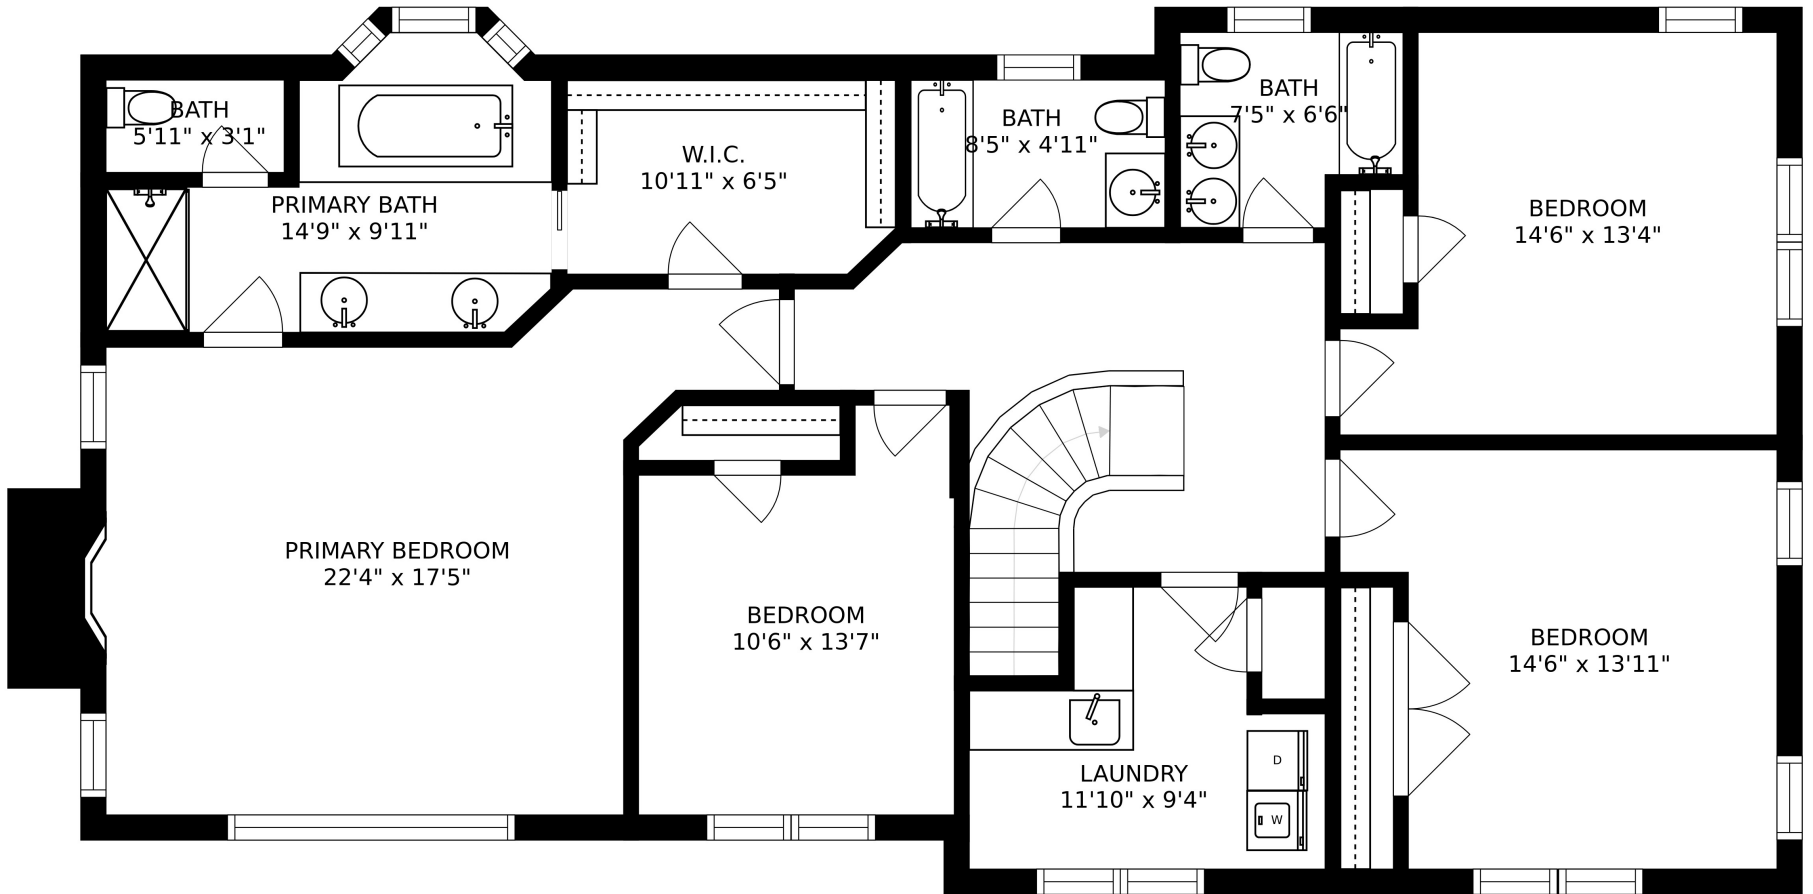 BATH
5'11" x 3'1"
PRIMARY BATH
14'9" x 9'11"
W.I.C.
10'11" x 6'5"
BATH
8'5" x 4'11"
BATH
7'5" x 6'6"
BEDROOM
14'6" x 13'4"
PRIMARY BEDROOM
22'4" x 17'5"
BEDROOM
10'6" x 13'7"
BEDROOM
14'6" x 13'11"
LAUNDRY
11'10" x 9'4"
D
W